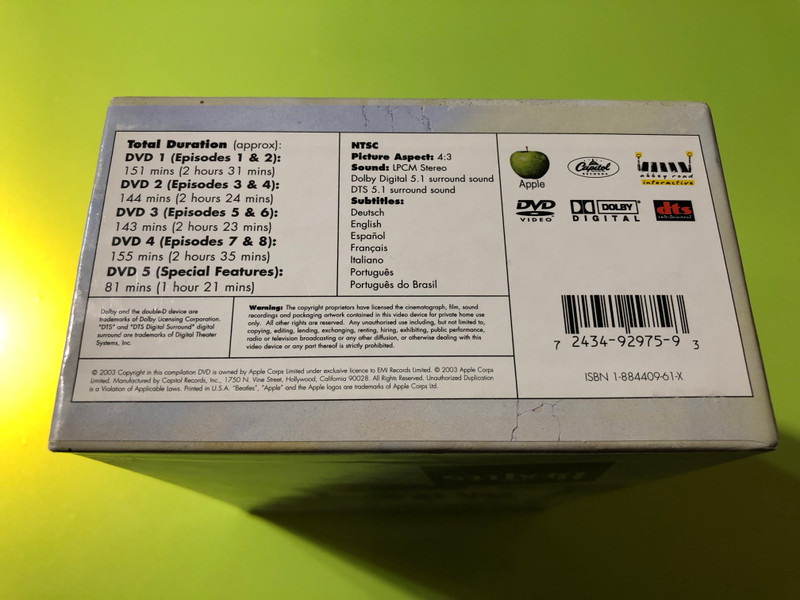 Total Duration (approx):
DVD 1 (Episodes 1 & 2):
151 mins (2 hours 31 mins)
DVD 2 (Episodes 3 & 4):
144 mins (2 hours 24 mins)
DVD 3 (Episodes 5 & 6):
143 mins (2 hours 23 mins)
DVD 4 (Episodes 7 & 8):
155 mins (2 hours 35 mins)
DVD 5 (Special Features):
81 mins (1 hour 21 mins)
NTSC
Picture Aspect: 4:3
Sound: LPCM Stereo
Dolby Digital 5.1 surround sound
DTS 5.1 surround sound
Subtitles:
Deutsch
English
Español
Français
Italiano
Português
Português do Brasil
Apple
Capitol
RECORDS
abbey road
interactive
DVD
VIDEO
DOLBY
DIGITAL
dts
entertainment
Dolby and the double-D device are
trademarks of Dolby Licensing Corporation.
"DTS" and "DTS Digital Surround" digital
surround are trademarks of Digital Theater
Systems, Inc.
Warning: The copyright proprietors have licensed the cinematograph, film, sound
recordings and packaging artwork contained in this video device for private home use
only. All other rights are reserved. Any unauthorised use including, but not limited to,
copying, editing, lending, exchanging, renting, hiring, exhibiting, public performance,
radio or television broadcasting or any other diffusion, or otherwise dealing with this
video device or any part thereof is strictly prohibited.
7 2434-92975-9 3
ISBN 1-884409-61-X
© 2003 Copyright in this compilation DVD is owned by Apple Corps Limited under exclusive licence to EMI Records Limited. © 2003 Apple Corps
Limited. Manufactured by Capitol Records, Inc., 1750 N. Vine Street, Hollywood, California 90028. All Rights Reserved. Unauthorized Duplication
is a Violation of Applicable Laws. Printed in U.S.A. "Beatles", "Apple" and the Apple logos are trademarks of Apple Corps Ltd.